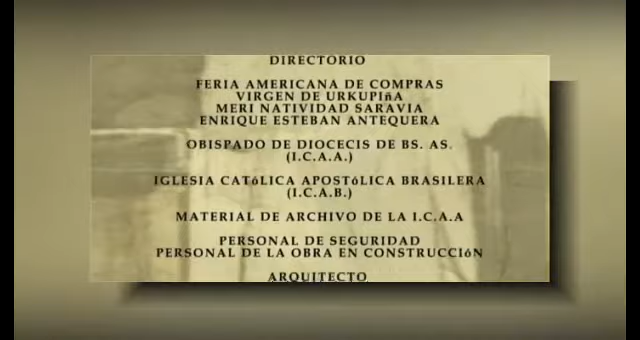 DIRECTORIO
FERIA AMERICANA DE COMPRAS
VIRGEN DE URKUPIñA
MERI NATIVIDAD SARAVIA
ENRIQUE ESTEBAN ANTEQUERA
OBISPADO DE DIOCECIS DE BS. AS.
(I.C.A.A.)
IGLESIA CATóLICA APOSTóLICA BRASILERA
(I.C.A.B.)
MATERIAL DE ARCHIVO DE LA I.C.A.A
PERSONAL DE SEGURIDAD
PERSONAL DE LA OBRA EN CONSTRUCCIóN
ARQUITECTO